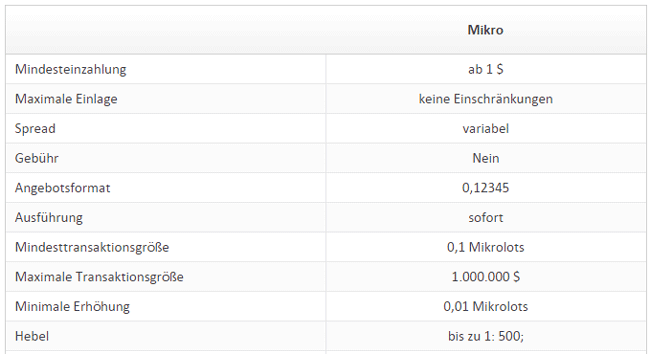 Mikro
Mindesteinzahlung ab 1 $
Maximale Einlage keine Einschränkungen
Spread variabel
Gebühr Nein
Angebotsformat 0,12345
Ausführung sofort
Mindesttransaktionsgröße 0,1 Mikrolots
Maximale Transaktionsgröße 1.000.000 $
Minimale Erhöhung 0,01 Mikrolots
Hebel bis zu 1: 500;